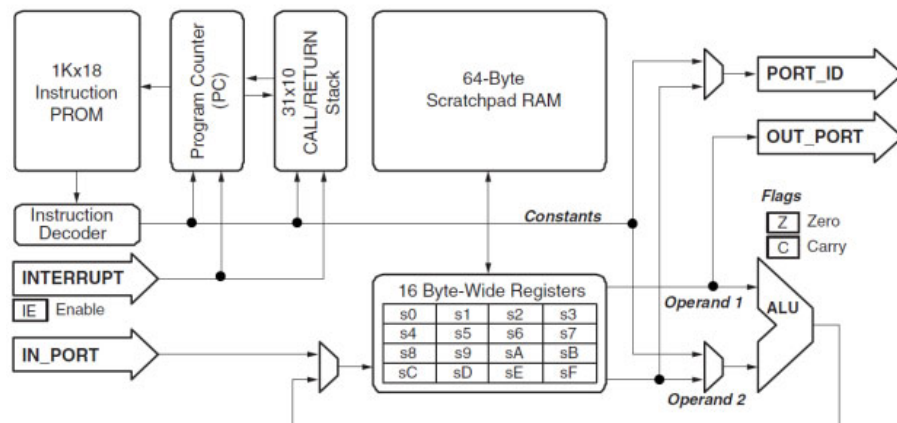 1Kx18
Instruction
PROM
Program Counter
(PC)
31x10
CALL/RETURN
Stack
64-Byte
Scratchpad RAM
PORT_ID
OUT_PORT
Instruction
Decoder
Constants
Flags
Z Zero
C Carry
INTERRUPT
IE Enable
16 Byte-Wide Registers
s0 s1 s2 s3
s4 s5 s6 s7
s8 s9 sA sB
sC sD sE sF
Operand 1
ALU
IN_PORT
Operand 2